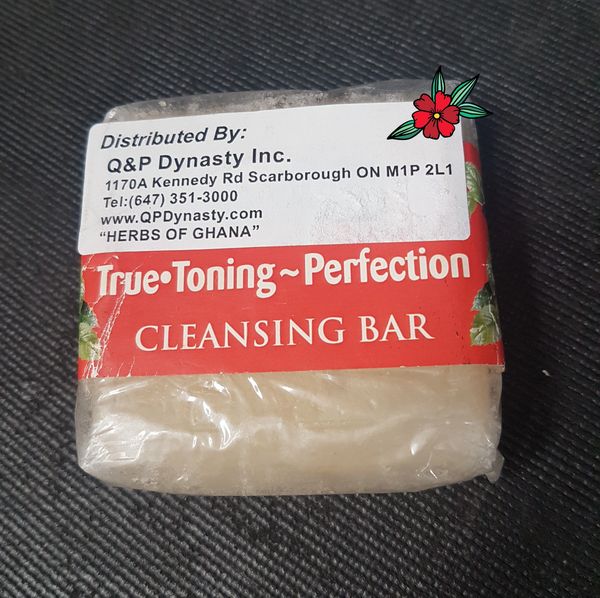 Distributed By:
Q&P Dynasty Inc.
1170A Kennedy Rd Scarborough ON M1P 2L1
Tel:(647) 351-3000
www.QPDynasty.com
“HERBS OF GHANA”
True•Toning~Perfection
CLEANSING BAR